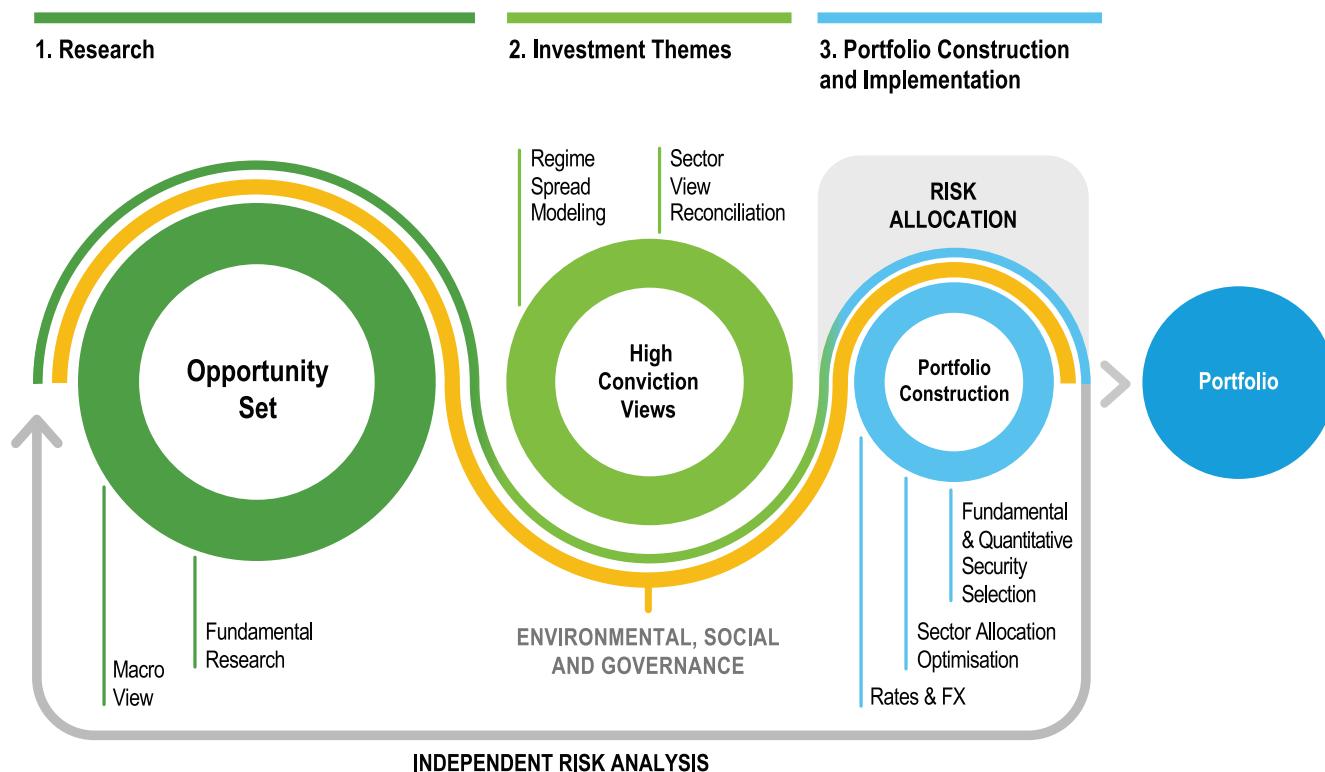 1. Research
2. Investment Themes
3. Portfolio Construction
and Implementation
Regime
Spread
Modeling
Sector
View
Reconciliation
RISK
ALLOCATION
Opportunity
Set
High
Conviction
Views
Portfolio
Construction
Portfolio
Macro
View
Fundamental
Research
ENVIRONMENTAL, SOCIAL
AND GOVERNANCE
Fundamental
& Quantitative
Security
Selection
Sector Allocation
Optimisation
Rates & FX
INDEPENDENT RISK ANALYSIS